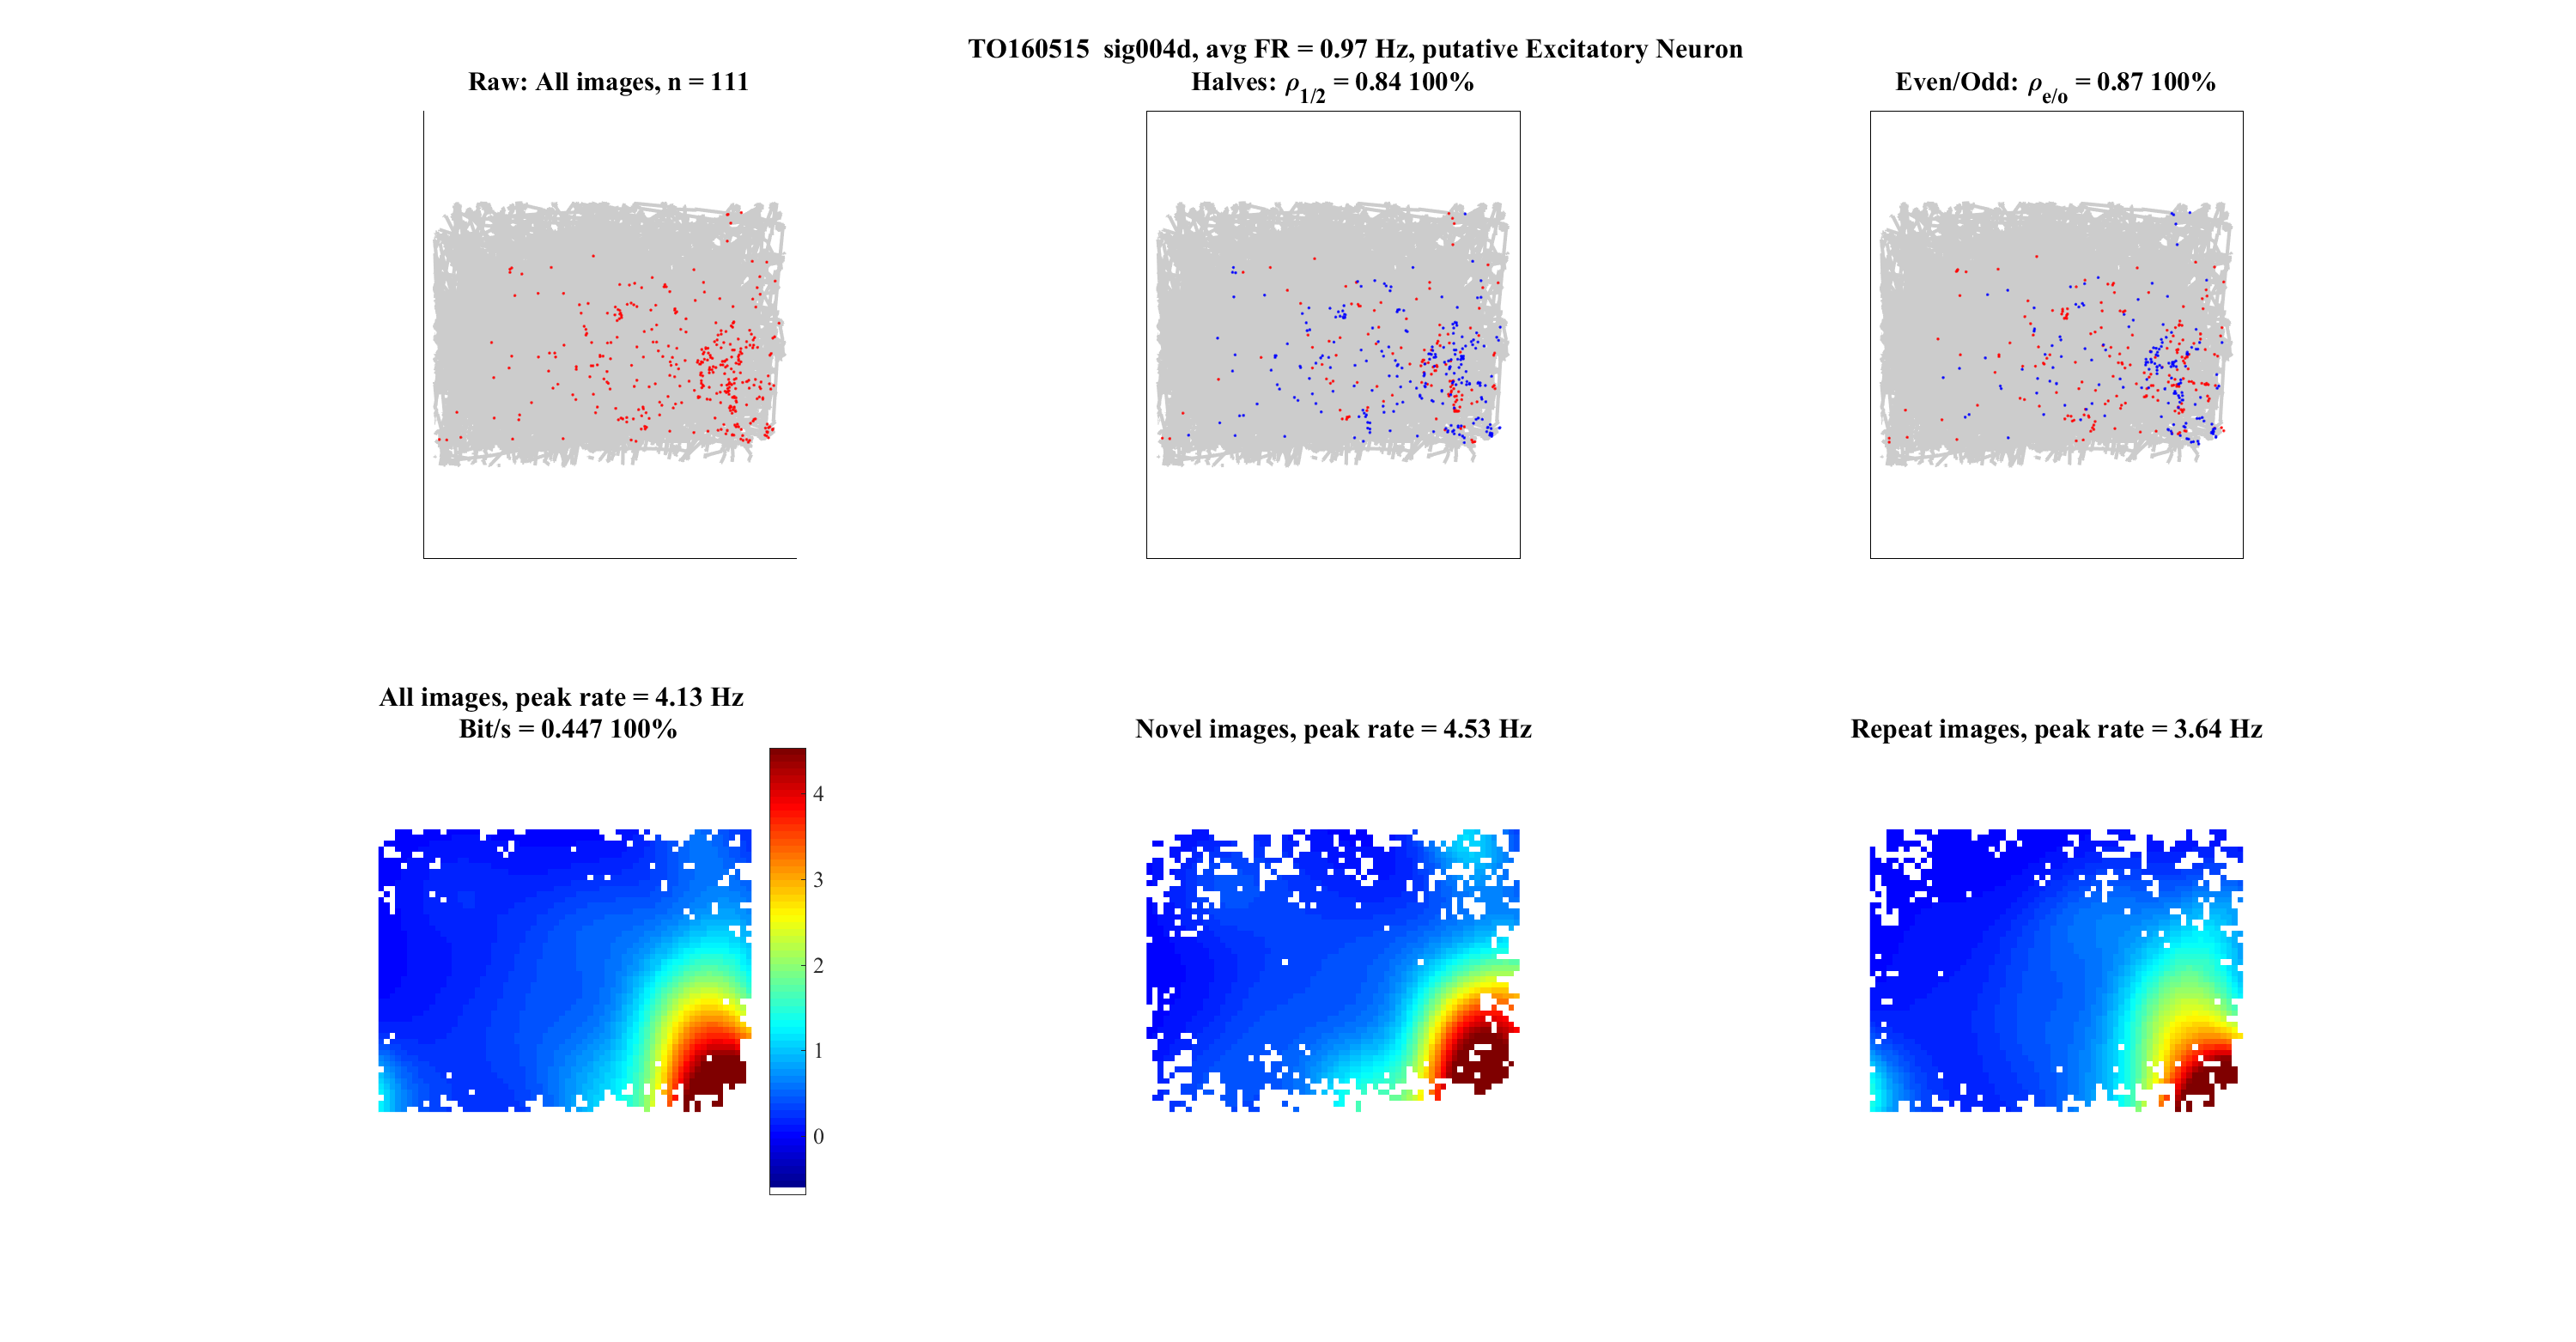 TO160515 sig004d, avg FR = 0.97 Hz, putative Excitatory Neuron
Raw: All images, n = 111
Halves: ρ1/2 = 0.84 100%
Even/Odd: ρe/o = 0.87 100%
All images, peak rate = 4.13 Hz
Bit/s = 0.447 100%
4
3
2
1
0
Novel images, peak rate = 4.53 Hz
Repeat images, peak rate = 3.64 Hz